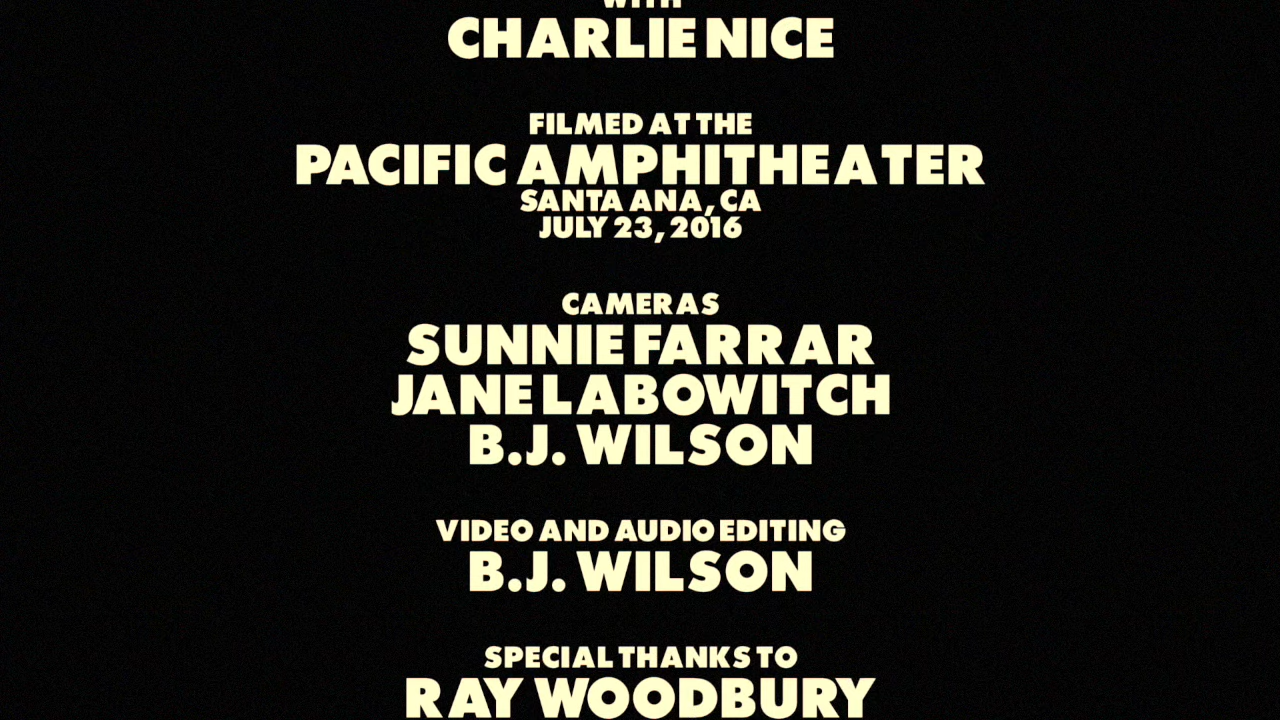 WITH
CHARLIE NICE
FILMED AT THE
PACIFIC AMPHITHEATER
SANTA ANA, CA
JULY 23, 2016
CAMERAS
SUNNIE FARRAR
JANE LABOWITCH
B.J. WILSON
VIDEO AND AUDIO EDITING
B.J. WILSON
SPECIAL THANKS TO
RAY WOODBURY